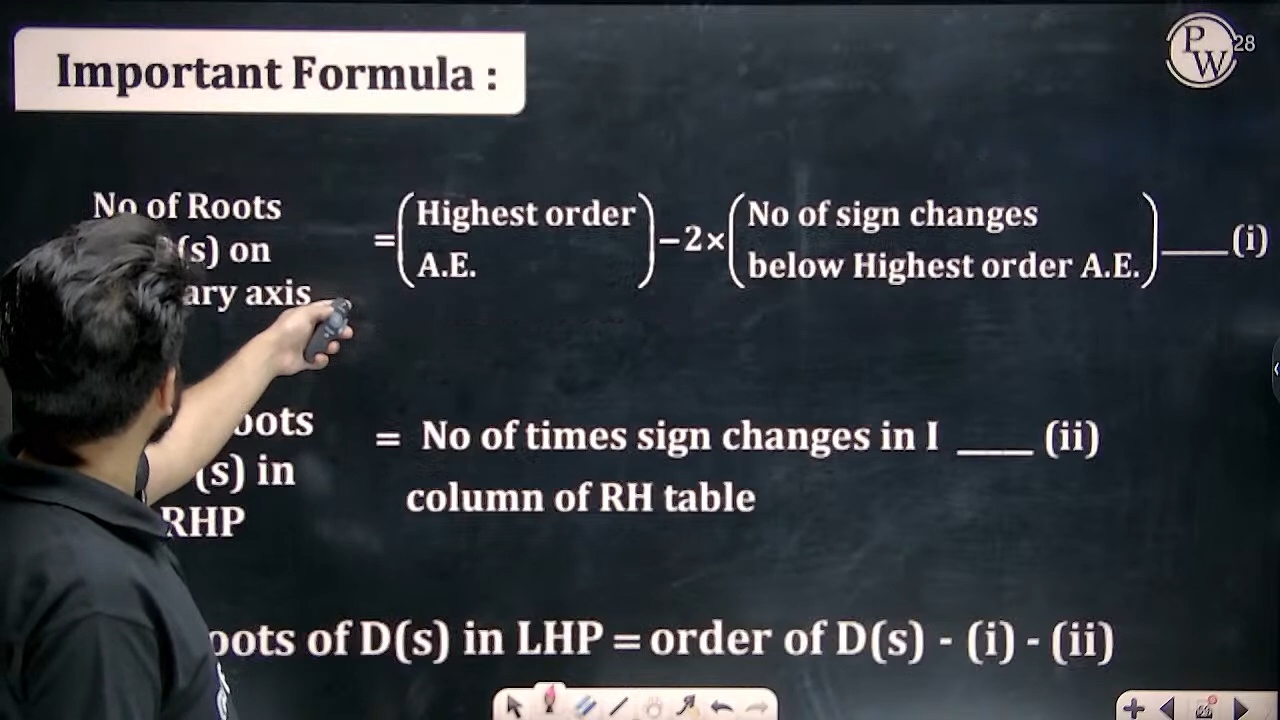 Important Formula :
PW 28
No of Roots
(s) on
ary axis
= (Highest order A.E.) - 2 × (No of sign changes below Highest order A.E.) ____ (i)
oots
(s) in
RHP
= No of times sign changes in I ____ (ii)
column of RH table
oots of D(s) in LHP = order of D(s) - (i) - (ii)